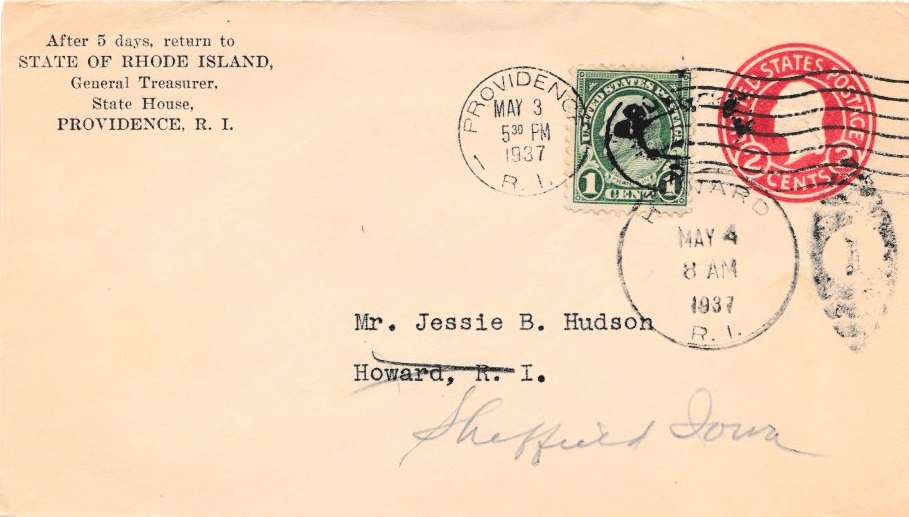 After 5 days, return to
STATE OF RHODE ISLAND,
General Treasurer,
State House,
PROVIDENCE, R. I.
PROVIDENCE
MAY 3
5 30 PM
1937
R. I.
UNITED STATES POSTAGE
1 CENT 1
UNITED STATES POSTAGE
2 CENTS 2
HOWARD
MAY 4
8 AM
1937
R. I.
1
Mr. Jessie B. Hudson
Howard, R. I.
Sheffield Iowa